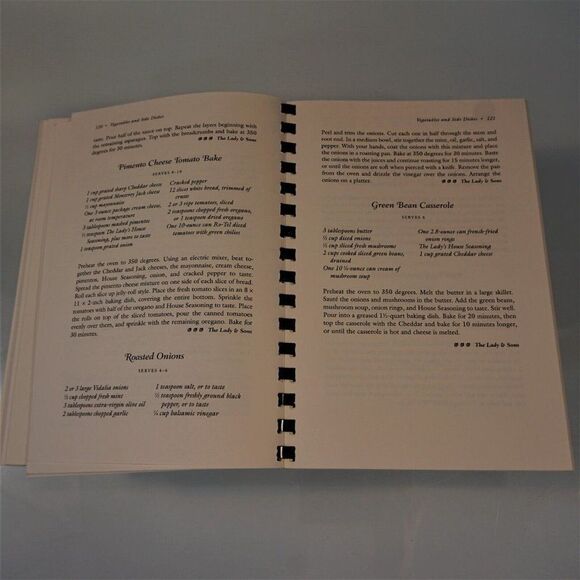 120 • Vegetables and Side Dishes
taste. Pour half of the sauce on top. Repeat the layers beginning with
the remaining asparagus. Top with the breadcrumbs and bake at 350
degrees for 30 minutes.
The Lady & Sons
Pimento Cheese Tomato Bake
SERVES 8–10
1 cup grated sharp Cheddar cheese
1 cup grated Monterey Jack cheese
½ cup mayonnaise
One 3-ounce package cream cheese,
at room temperature
3 tablespoons mashed pimentos
½ teaspoon The Lady's House
Seasoning, plus more to taste
1 teaspoon grated onion
Cracked pepper
12 slices white bread, trimmed of
crusts
2 or 3 ripe tomatoes, sliced
2 teaspoons chopped fresh oregano,
or 1 teaspoon dried oregano
One 10-ounce can Ro-Tel diced
tomatoes with green chilies
Preheat the oven to 350 degrees. Using an electric mixer, beat to-
gether the Cheddar and Jack cheeses, the mayonnaise, cream cheese,
pimentos, House Seasoning, onion, and cracked pepper to taste.
Spread the pimento cheese mixture on one side of each slice of bread.
Roll each slice up jelly-roll style. Place the fresh tomato slices in an 8 ×
11 × 2-inch baking dish, covering the entire bottom. Sprinkle the
tomatoes with half of the oregano and House Seasoning to taste. Place
the rolls on top of the sliced tomatoes, pour the canned tomatoes
evenly over them, and sprinkle with the remaining oregano. Bake for
30 minutes.
The Lady & Sons
Roasted Onions
SERVES 4–6
2 or 3 large Vidalia onions
½ cup chopped fresh mint
3 tablespoons extra-virgin olive oil
2 tablespoons chopped garlic
1 teaspoon salt, or to taste
½ teaspoon freshly ground black
pepper, or to taste
¼ cup balsamic vinegar
Vegetables and Side Dishes • 121
Peel and trim the onions. Cut each one in half through the stem and
root end. In a medium bowl, stir together the mint, oil, garlic, salt, and
pepper. With your hands, coat the onions with this mixture and place
the onions in a roasting pan. Bake at 350 degrees for 30 minutes. Baste
the onions with the juices and continue roasting for 15 minutes longer,
or until the onions are soft when pierced with a knife. Remove the onions
from the oven and drizzle the vinegar over the onions. Arrange the
onions on a platter.
The Lady & Sons
Green Bean Casserole
SERVES 6
3 tablespoons butter
½ cup diced onions
½ cup sliced fresh mushrooms
2 cups cooked sliced green beans,
drained
One 10 ¾-ounce can cream of
mushroom soup
One 2.8-ounce can french-fried
onion rings
The Lady's House Seasoning
1 cup grated Cheddar cheese
Preheat the oven to 350 degrees. Melt the butter in a large skillet.
Sauté the onions and mushrooms in the butter. Add the green beans,
mushroom soup, onion rings, and House Seasoning to taste. Stir well.
Pour into a greased 1½-quart baking dish. Bake for 20 minutes, then
top the casserole with the Cheddar and bake for 10 minutes longer,
or until the casserole is hot and cheese is melted.
The Lady & Sons